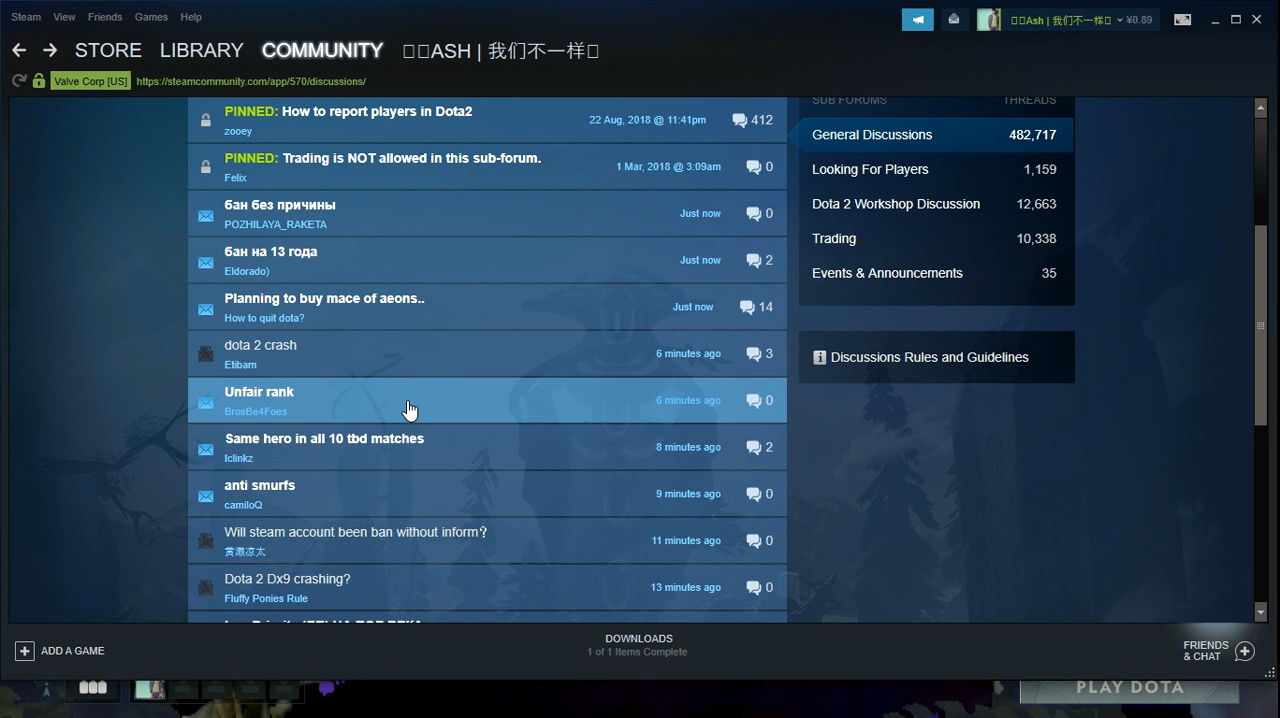 Steam View Friends Games Help
Ash | 我们不一样 ¥0.89
STORE LIBRARY COMMUNITY ASH | 我们不一样
Valve Corp [US] https://steamcommunity.com/app/570/discussions/
SUB FORUMS THREADS
PINNED: How to report players in Dota2
zooey
22 Aug, 2018 @ 11:41pm 412
PINNED: Trading is NOT allowed in this sub-forum.
Felix
1 Mar, 2018 @ 3:09am 0
бан без причины
POZHILAYA_RAKETA
Just now 0
бан на 13 года
Eldorado)
Just now 2
Planning to buy mace of aeons..
How to quit dota?
Just now 14
dota 2 crash
Etibam
6 minutes ago 3
Unfair rank
BrosBe4Foes
6 minutes ago 0
Same hero in all 10 tbd matches
Iclinkz
8 minutes ago 2
anti smurfs
camiloQ
9 minutes ago 0
Will steam account been ban without inform?
11 minutes ago 0
Dota 2 Dx9 crashing?
Fluffy Ponies Rule
13 minutes ago 0
General Discussions 482,717
Looking For Players 1,159
Dota 2 Workshop Discussion 12,663
Trading 10,338
Events & Announcements 35
Discussions Rules and Guidelines
ADD A GAME
DOWNLOADS
1 of 1 Items Complete
FRIENDS
& CHAT
PLAY DOTA